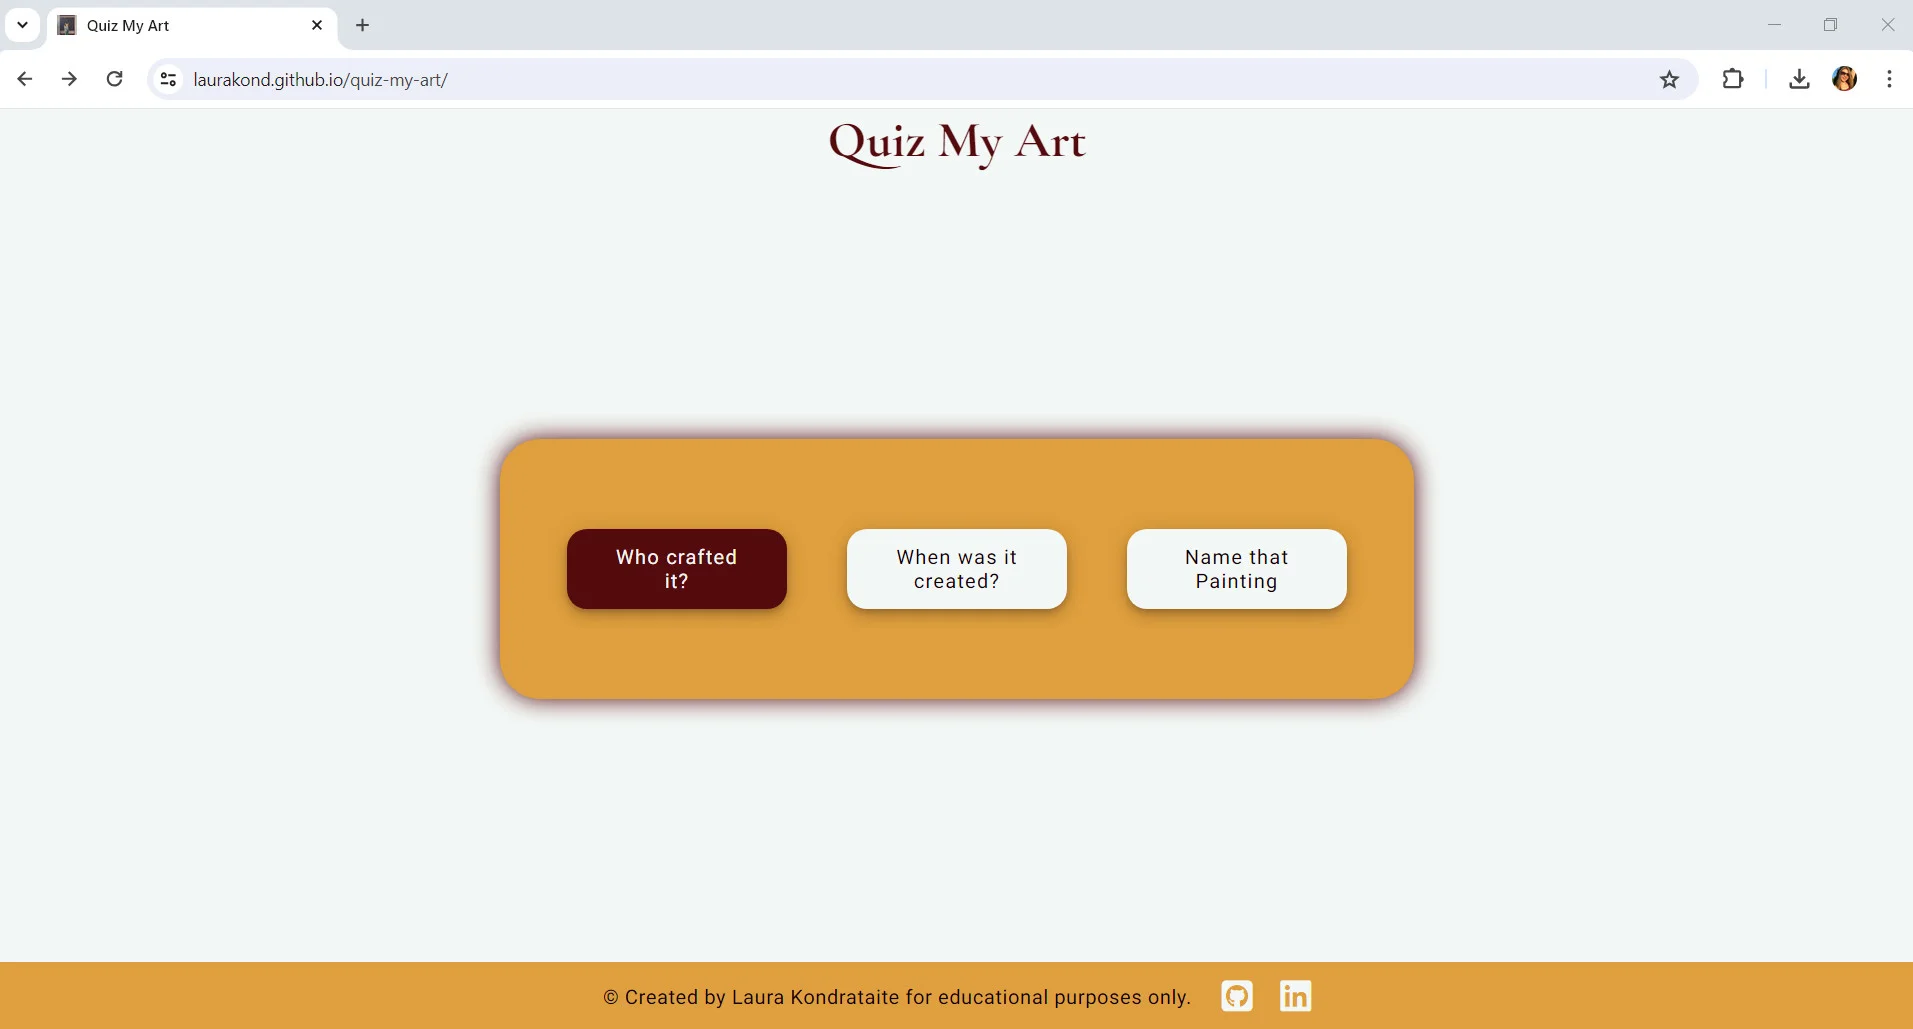 Quiz My Art
laurakond.github.io/quiz-my-art/
Quiz My Art
Who crafted
it?
When was it
created?
Name that
Painting
© Created by Laura Kondrataite for educational purposes only.
in